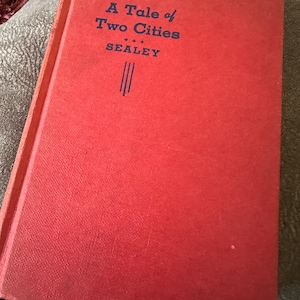 A Tale of
Two Cities
...
SEALEY